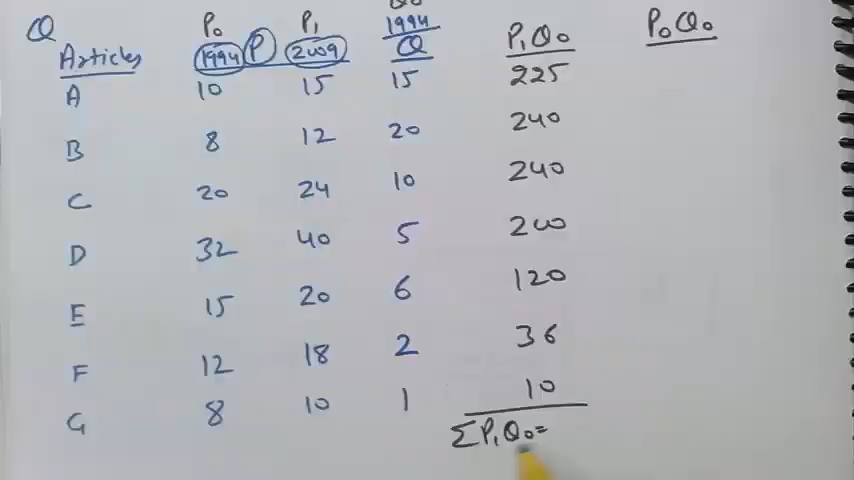 Q P₀ P₁ 1994 P₁Q₀ P₀Q₀
Articles 1994 P 2009 Q
A 10 15 15 225
B 8 12 20 240
C 20 24 10 240
D 32 40 5 200
E 15 20 6 120
F 12 18 2 36
G 8 10 1 10
ΣP₁Q₀=